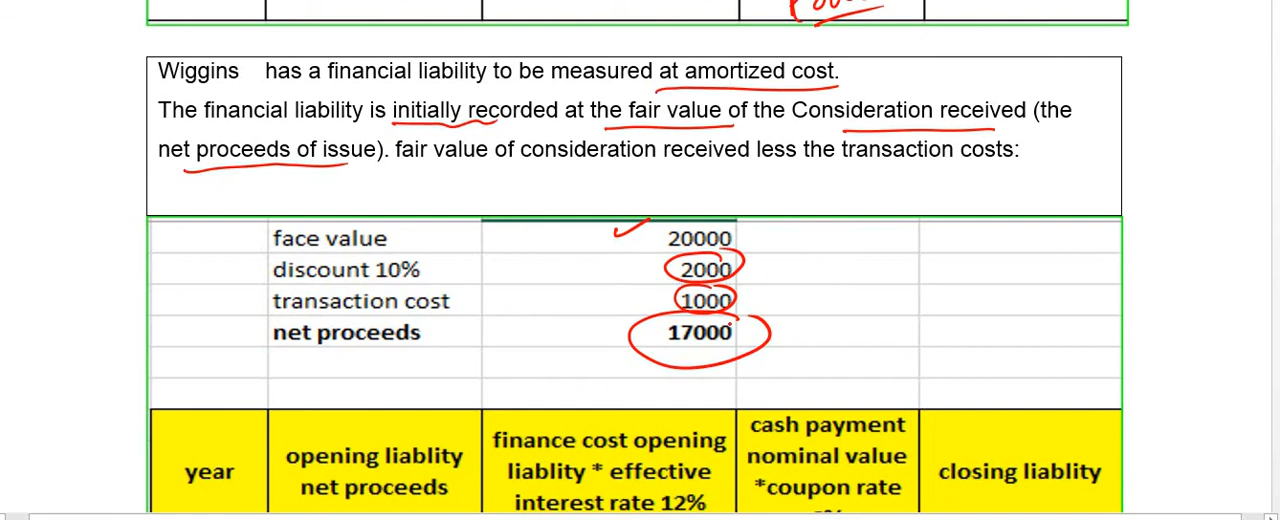 Wiggins has a financial liability to be measured at amortized cost.
The financial liability is initially recorded at the fair value of the Consideration received (the
net proceeds of issue). fair value of consideration received less the transaction costs:
face value 20000
discount 10% 2000
transaction cost 1000
net proceeds 17000
year
opening liablity
net proceeds
finance cost opening
liablity * effective
interest rate 12%
cash payment
nominal value
*coupon rate
closing liablity